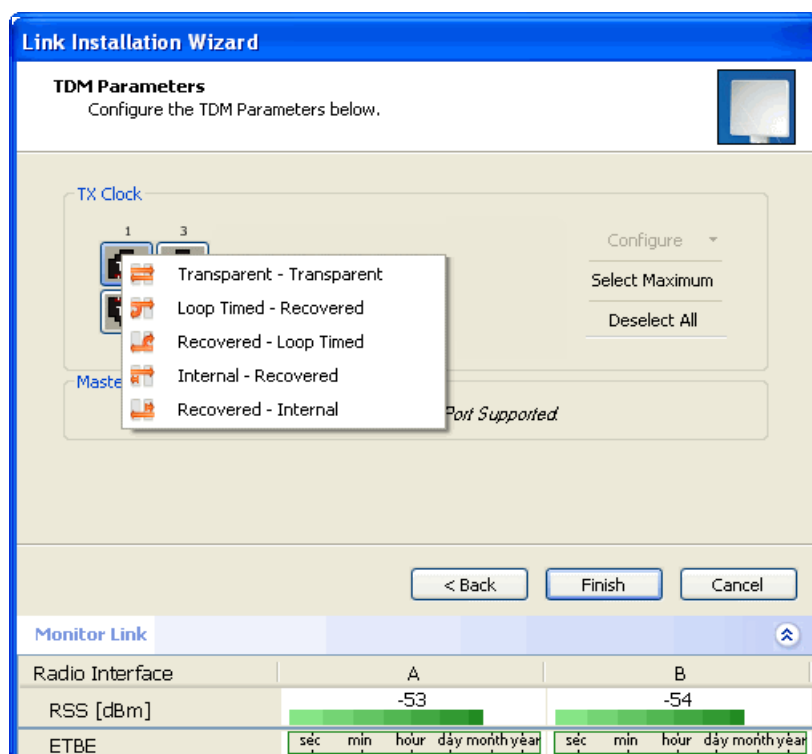 Link Installation Wizard
TDM Parameters
Configure the TDM Parameters below.
TX Clock
1 3
Configure
Transparent - Transparent
Select Maximum
Loop Timed - Recovered
Deselect All
Recovered - Loop Timed
Internal - Recovered
Maste
Recovered - Internal
Port Supported.
< Back Finish Cancel
Monitor Link
Radio Interface A B
RSS [dBm] -53 -54
ETBE sec min hour day month year sec min hour day month year